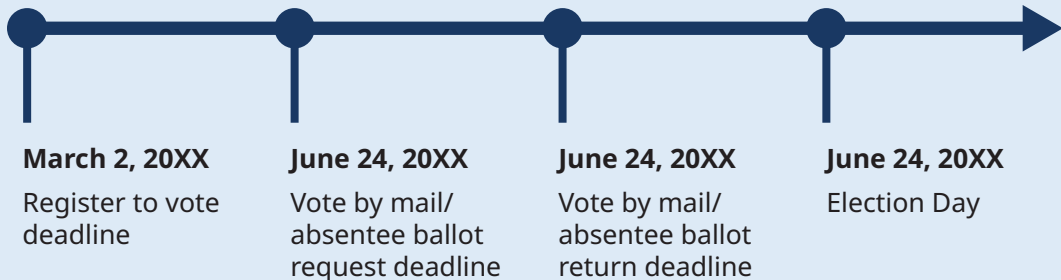 March 2, 20XX
Register to vote
deadline
June 24, 20XX
Vote by mail/
absentee ballot
request deadline
June 24, 20XX
Vote by mail/
absentee ballot
return deadline
June 24, 20XX
Election Day